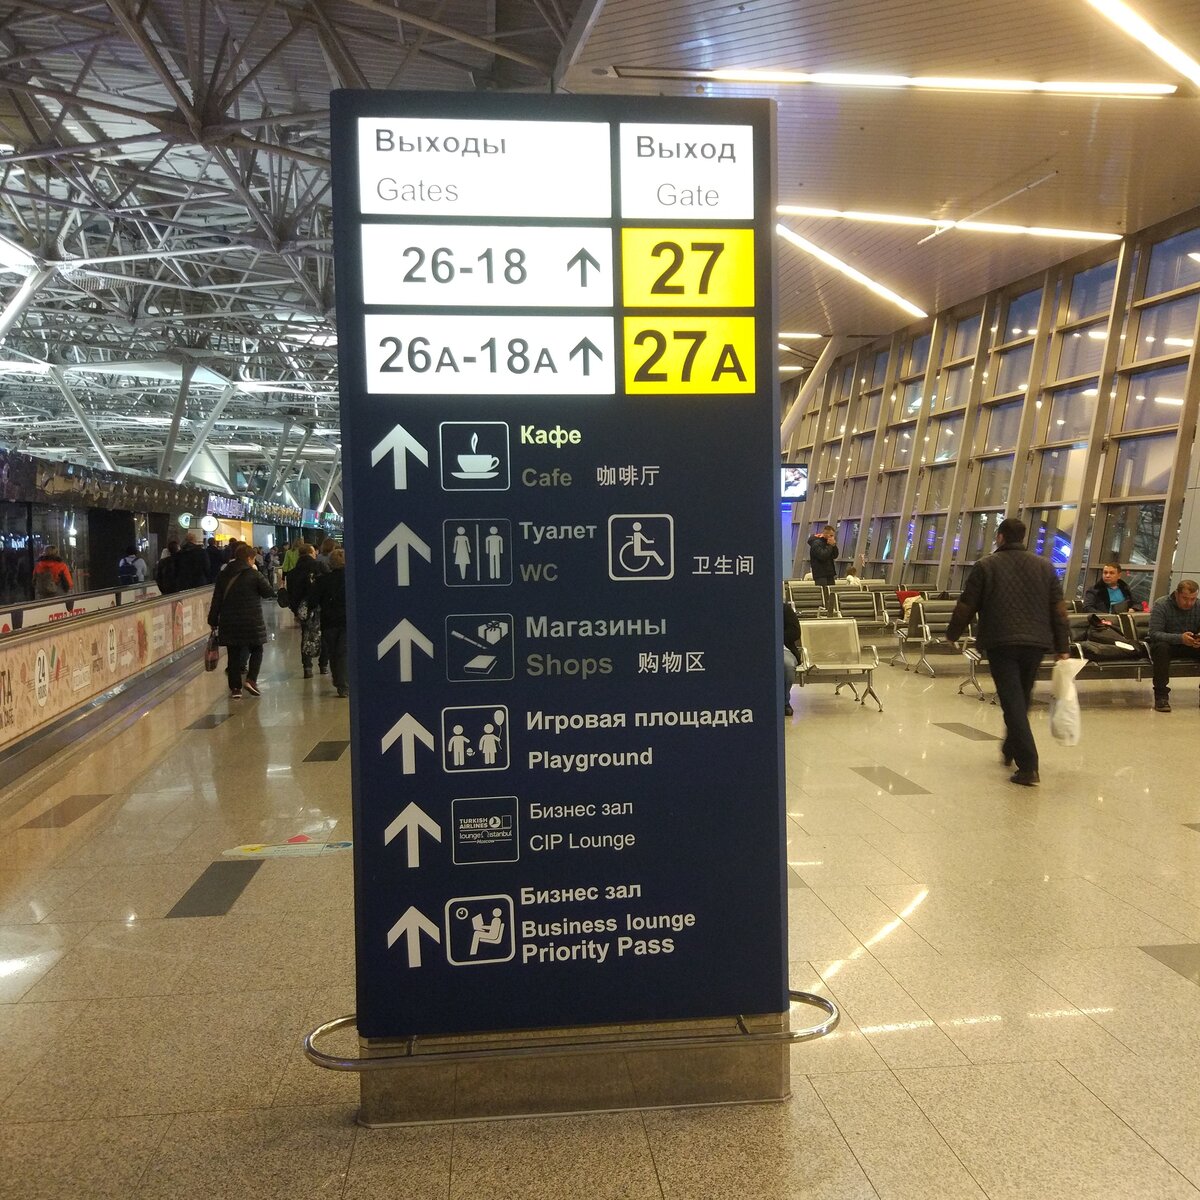 Выходы
Gates
Выход
Gate
26-18
27
26A-18A
27A
Кафе
Cafe 咖啡厅
Туалет
WC 卫生间
Магазины
Shops 购物区
Игровая площадка
Playground
TURKISH
AIRLINES
lounge istanbul
Moscow
Бизнес зал
CIP Lounge
Бизнес зал
Business lounge
Priority Pass
24
22